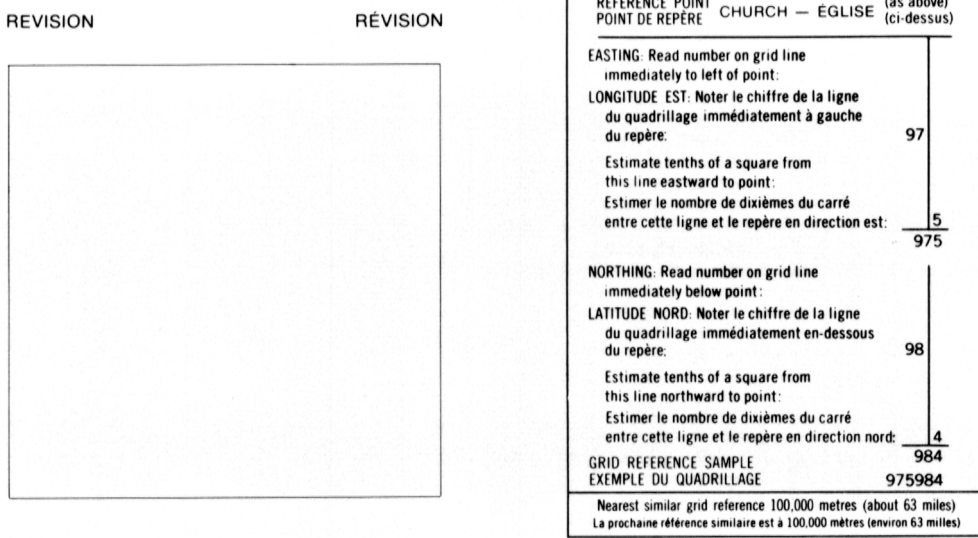 REVISION RÉVISION
REFERENCE POINT
POINT DE REPÈRE CHURCH — ÉGLISE (as above)
(ci-dessus)
EASTING: Read number on grid line
immediately to left of point:
LONGITUDE EST: Noter le chiffre de la ligne
du quadrillage immédiatement à gauche
du repère: 97
Estimate tenths of a square from
this line eastward to point:
Estimer le nombre de dixièmes du carré
entre cette ligne et le repère en direction est: 5
975
NORTHING: Read number on grid line
immediately below point:
LATITUDE NORD: Noter le chiffre de la ligne
du quadrillage immédiatement en-dessous
du repère: 98
Estimate tenths of a square from
this line northward to point:
Estimer le nombre de dixièmes du carré
entre cette ligne et le repère en direction nord: 4
984
GRID REFERENCE SAMPLE
EXEMPLE DU QUADRILLAGE 975984
Nearest similar grid reference 100,000 metres (about 63 miles)
La prochaine référence similaire est à 100,000 mètres (environ 63 milles)